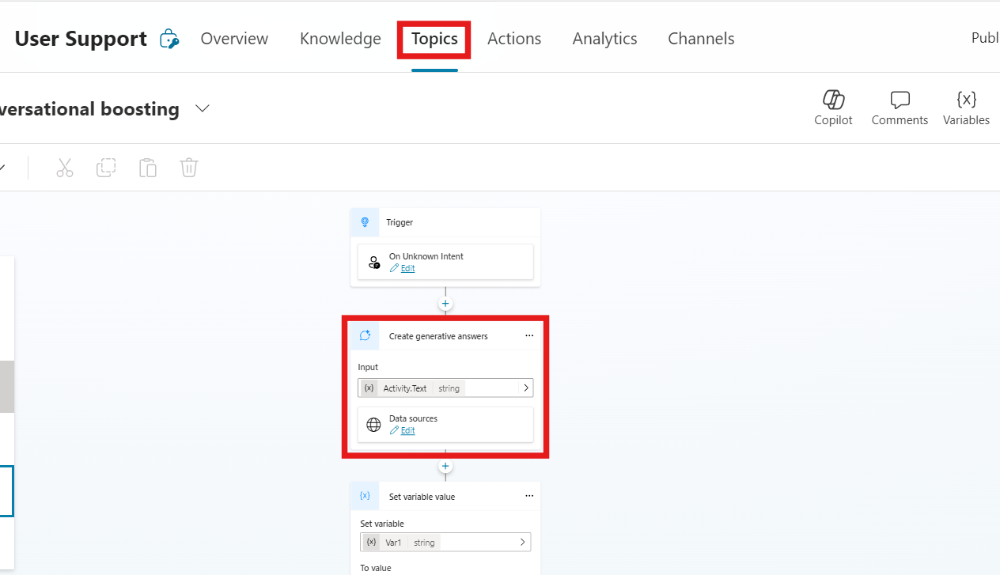 User Support Overview Knowledge Topics Actions Analytics Channels Publ
versational boosting
Copilot Comments {x} Variables
Trigger
On Unknown Intent
Edit
Create generative answers ...
Input
{x} Activity.Text string
Data sources
Edit
{x} Set variable value ...
Set variable
{x} Var1 string
To value